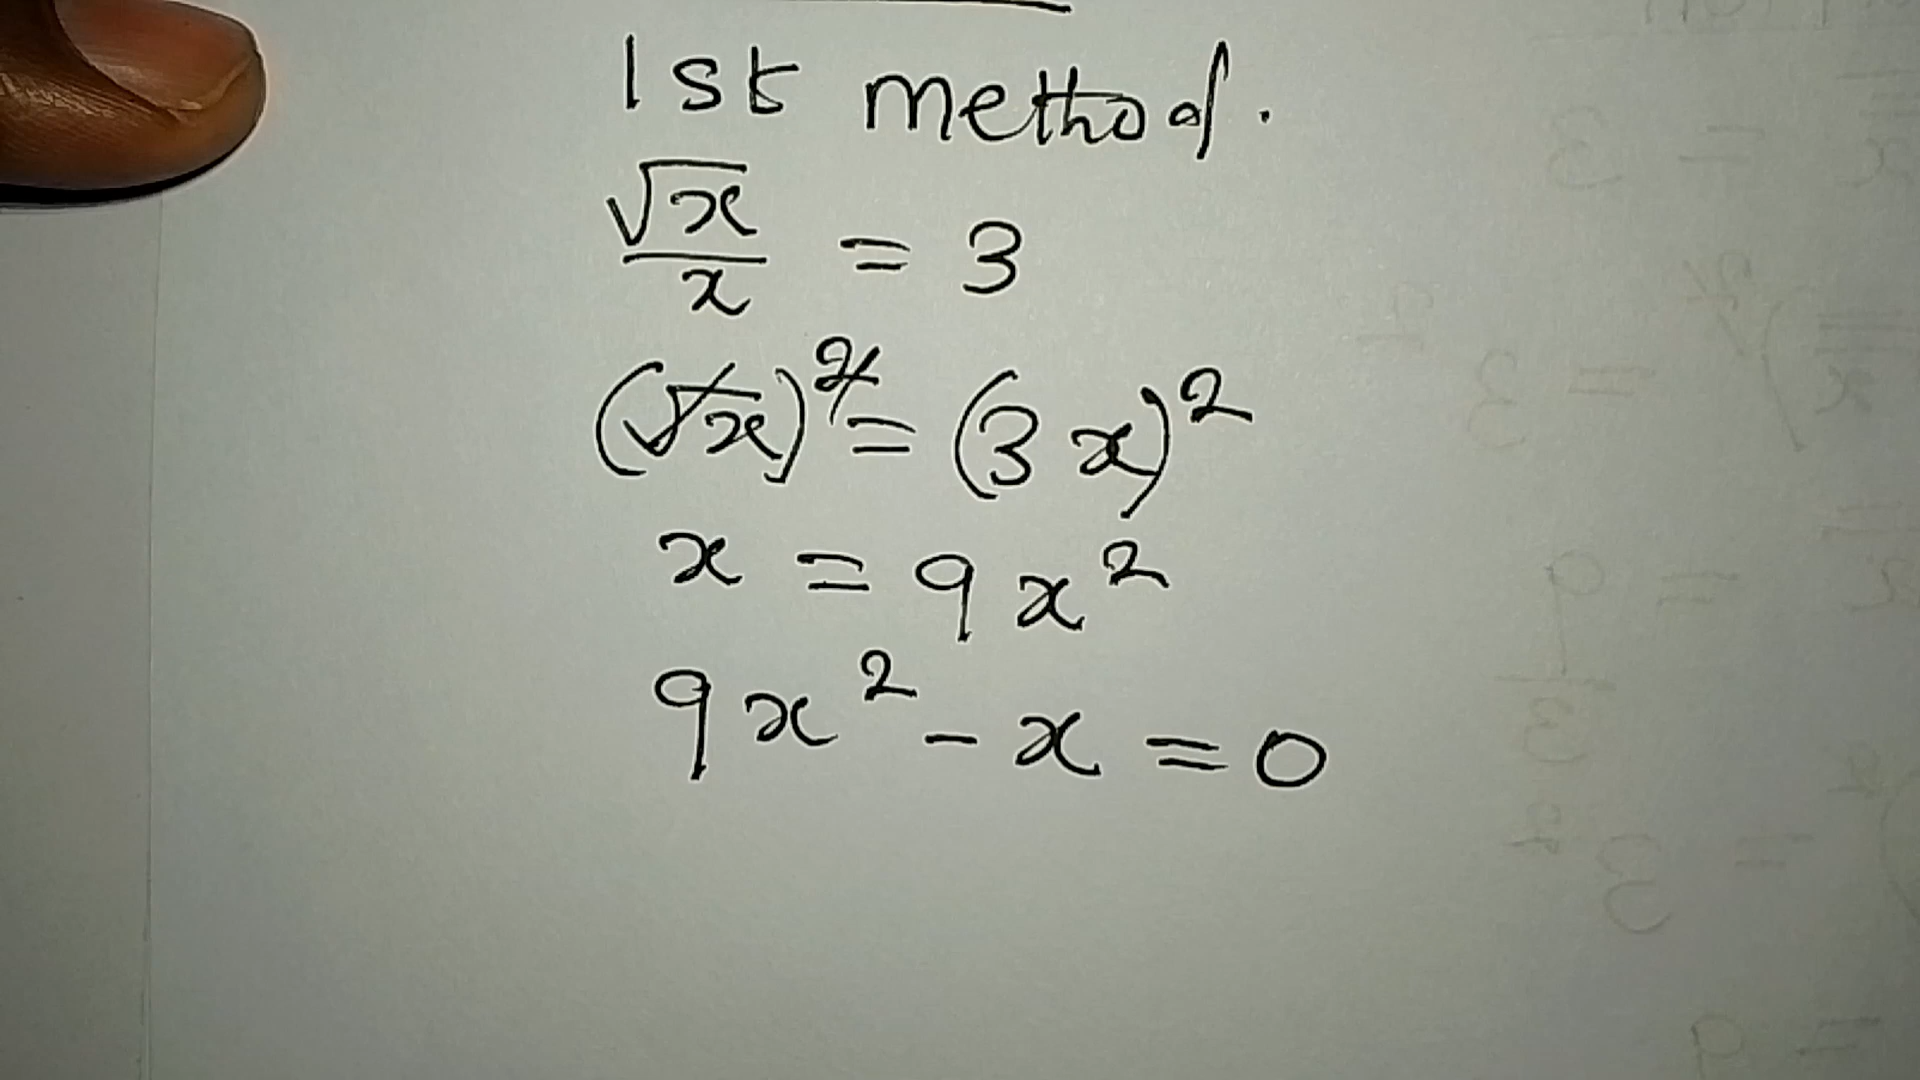 1st method.
√x/x = 3
(√x)² = (3x)²
x = 9x²
9x² - x = 0